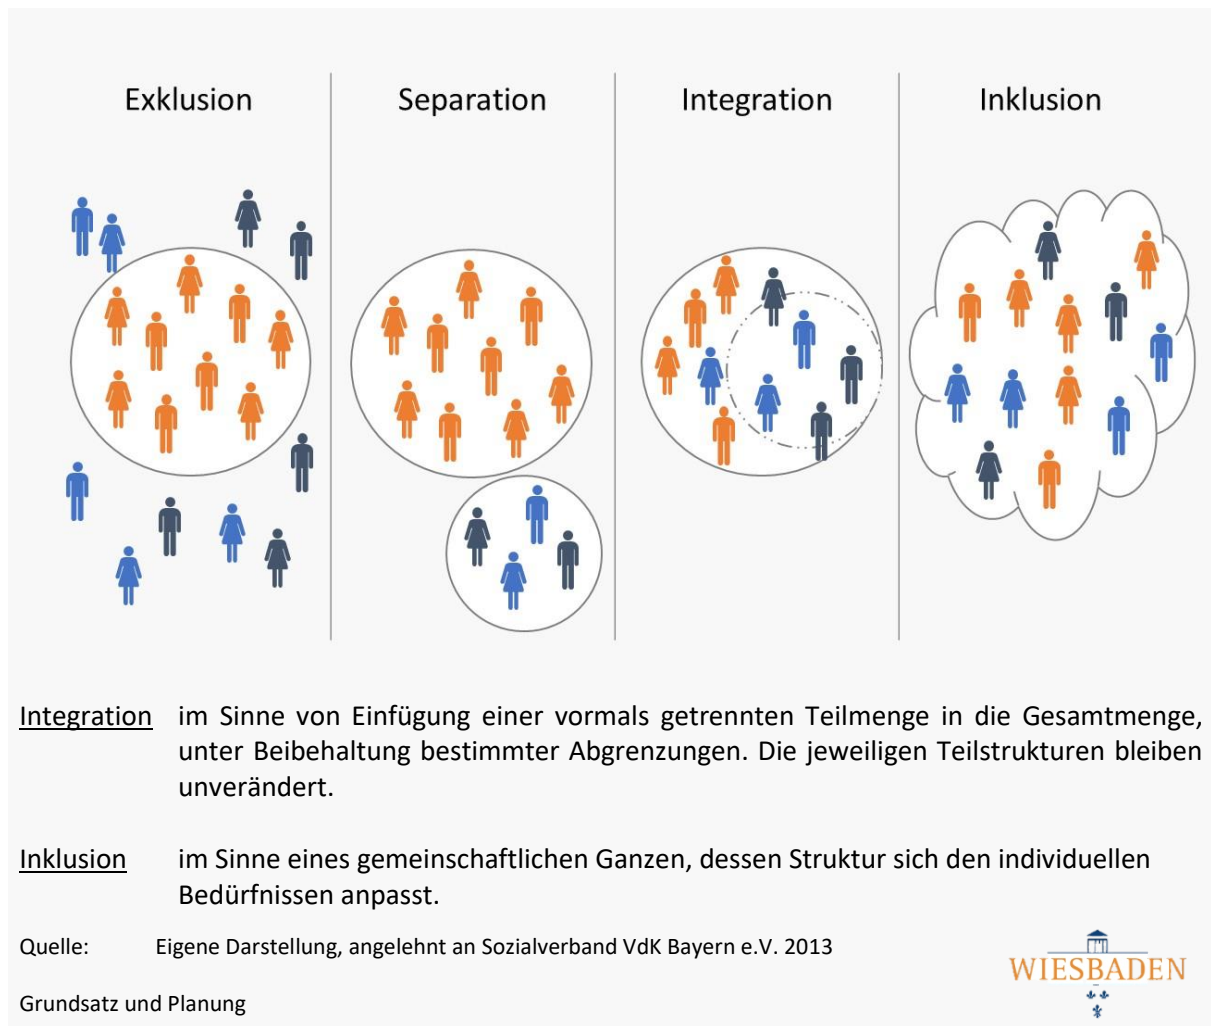 Exklusion
Separation
Integration
Inklusion
Integration im Sinne von Einfügung einer vormals getrennten Teilmenge in die Gesamtmenge,
unter Beibehaltung bestimmter Abgrenzungen. Die jeweiligen Teilstrukturen bleiben
unverändert.
Inklusion im Sinne eines gemeinschaftlichen Ganzen, dessen Struktur sich den individuellen
Bedürfnissen anpasst.
Quelle: Eigene Darstellung, angelehnt an Sozialverband VdK Bayern e.V. 2013
WIESBADEN
Grundsatz und Planung